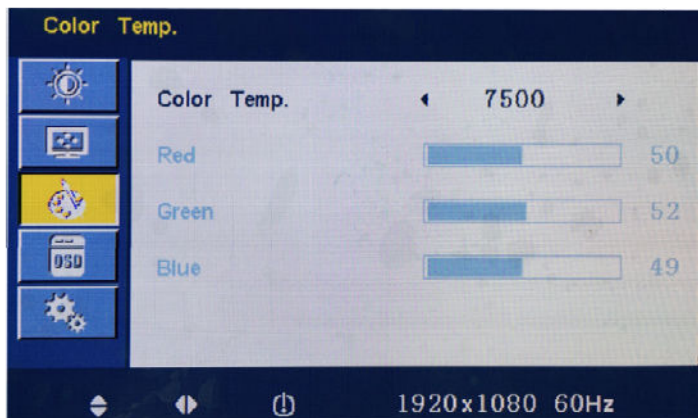 Color Temp.
Color Temp. 7500
Red 50
Green 52
Blue 49
OSD
1920x1080 60Hz